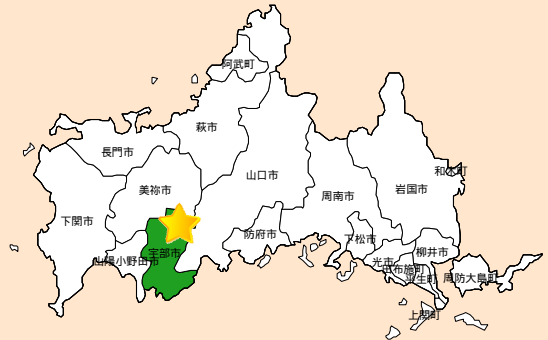 阿武町
萩市
長門市
和木町
山口市
美祢市
岩国市
周南市
下関市
防府市
下松市
宇部市
柳井市
山陽小野田市
光市
田布施町
周防大島町
平生町
上関町